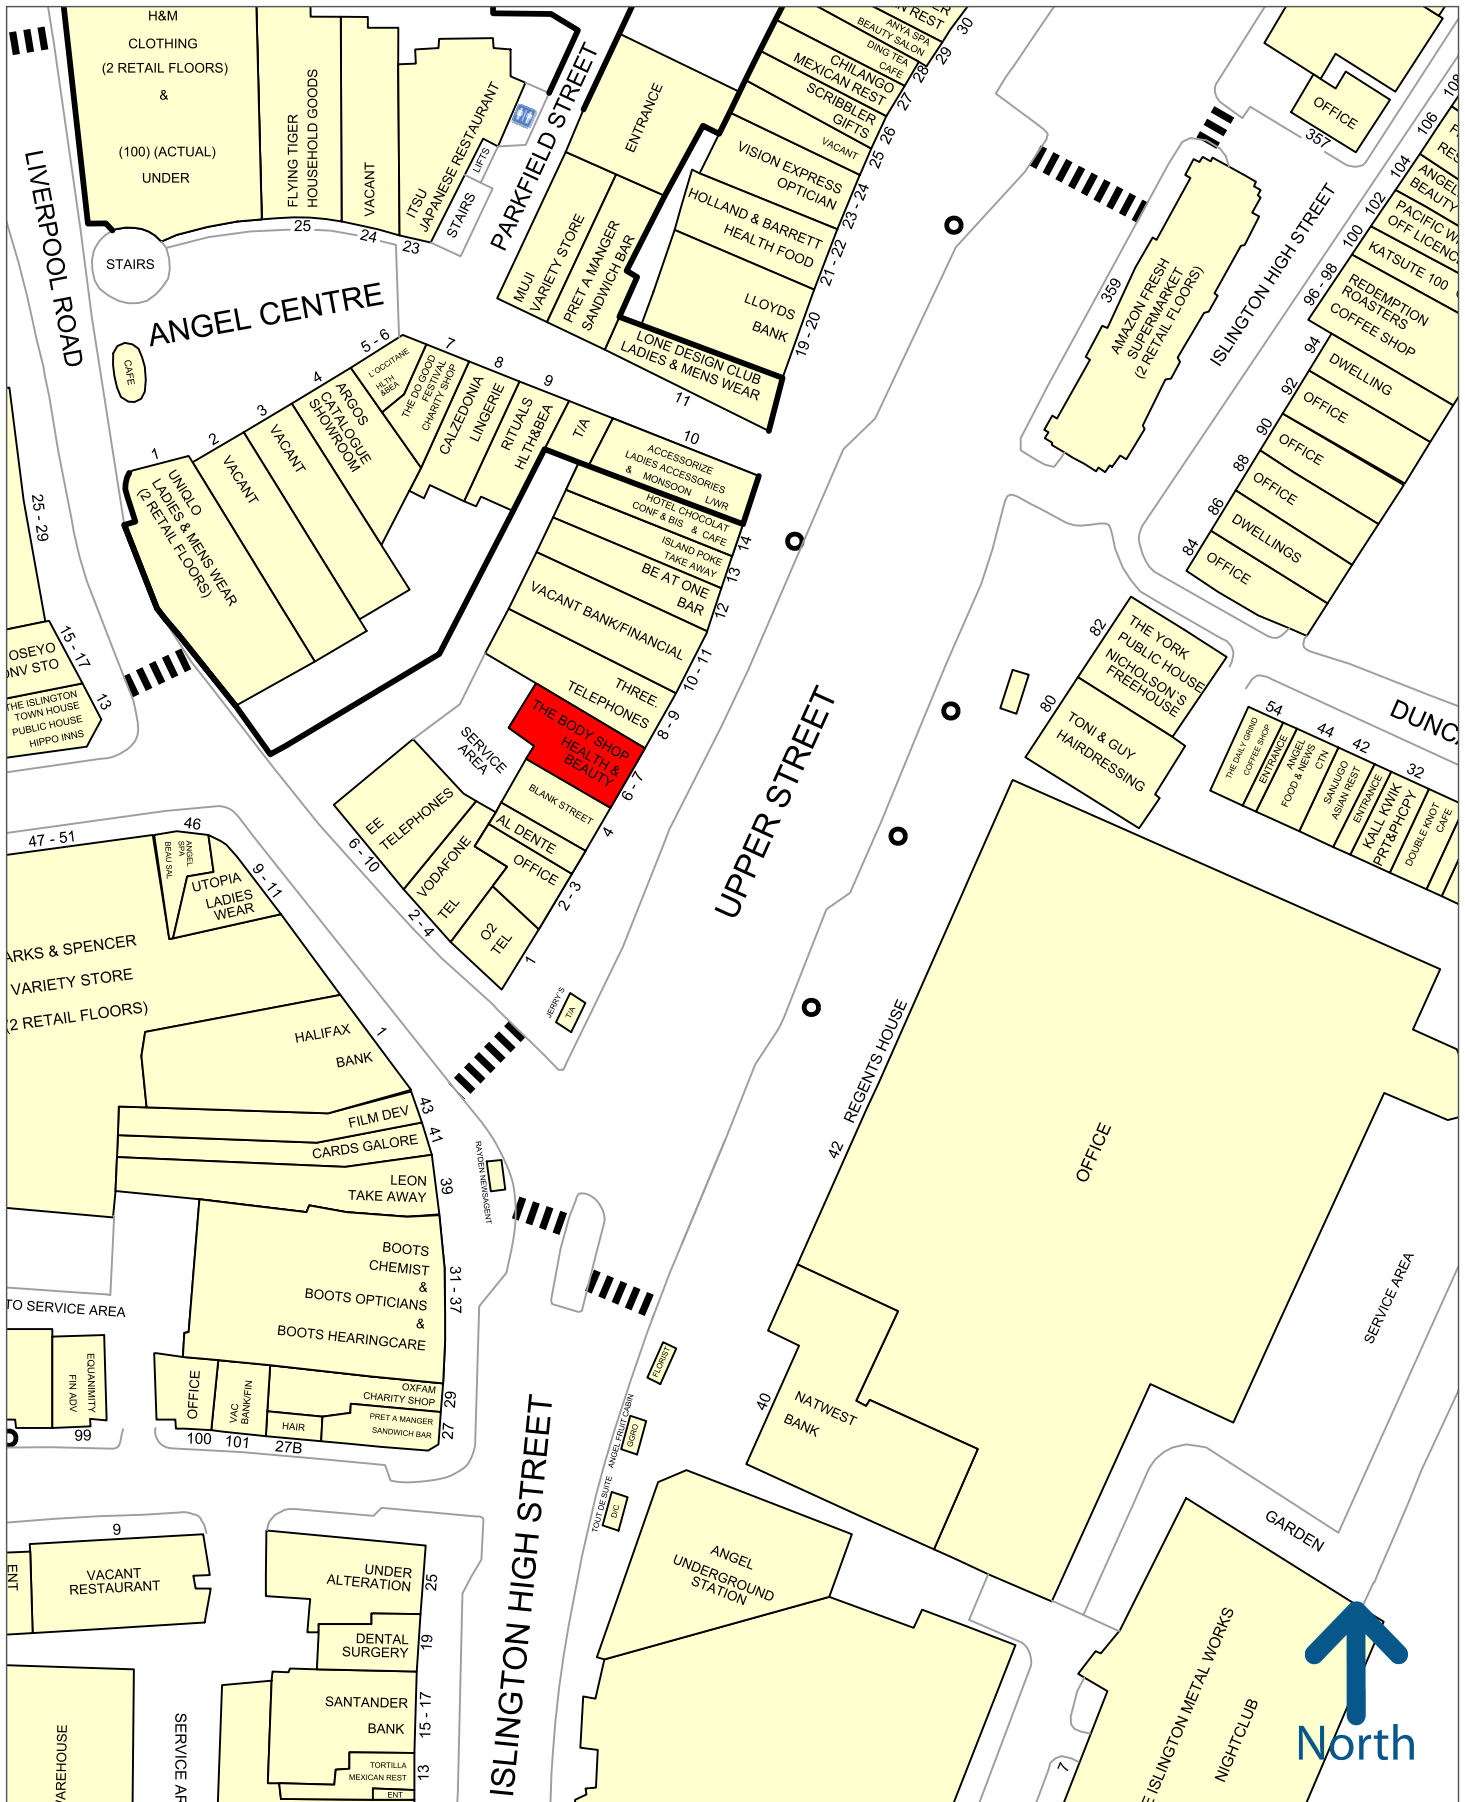 H&M
CLOTHING
(2 RETAIL FLOORS)
&
(100) (ACTUAL)
UNDER
FLYING TIGER
HOUSEHOLD GOODS
VACANT
ITSU
JAPANESE RESTAURANT
LIFTS
STAIRS
25
24
23
STAIRS
LIVERPOOL ROAD
ANGEL CENTRE
CAFE
PARKFIELD STREET
ENTRANCE
MUJI
VARIETY STORE
PRET A MANGER
SANDWICH BAR
REST
30
ANYA SPA
BEAUTY SALON
29
DING TEA
CAFE
28
CHILANGO
MEXICAN REST
27
SCRIBBLER
GIFTS
26
VACANT
25
VISION EXPRESS
OPTICIAN
23 - 24
HOLLAND & BARRETT
HEALTH FOOD
21 - 22
LLOYDS
BANK
19 - 20
LONE DESIGN CLUB
LADIES & MENS WEAR
11
1
UNIQLO
LADIES & MENS WEAR
(2 RETAIL FLOORS)
2
VACANT
3
VACANT
4
ARGOS
CATALOGUE
SHOWROOM
5 - 6
L'OCCITANE
HLTH
&BEA
7
THE DO GOOD
FESTIVAL
CHARITY SHOP
8
CALZEDONIA
LINGERIE
9
RITUALS
HLTH&BEA
T/A
10
ACCESSORIZE
LADIES ACCESSORIES
& MONSOON L/WR
HOTEL CHOCOLAT
CONF & BIS & CAFE
14
ISLAND POKE
TAKE AWAY
13
BE AT ONE
BAR
12
VACANT BANK/FINANCIAL
10 - 11
THREE
TELEPHONES
8 - 9
THE BODY SHOP
HEALTH &
BEAUTY
6 - 7
SERVICE
AREA
BLANK STREET
4
AL DENTE
OFFICE
2 - 3
EE
TELEPHONES
6 - 10
VODAFONE
TEL
2 - 4
O2
TEL
1
JERRY'S
T/A
UPPER STREET
357
OFFICE
359
AMAZON FRESH
SUPERMARKET
(2 RETAIL FLOORS)
ISLINGTON HIGH STREET
108
106
104
ANGEL
BEAUTY
102
PACIFIC
OFF LICENC
100
KATSUTE 100
96 - 98
REDEMPTION
ROASTERS
COFFEE SHOP
94
DWELLING
92
OFFICE
90
OFFICE
88
OFFICE
86
DWELLINGS
84
OFFICE
82
THE YORK
PUBLIC HOUSE
NICHOLSON'S
FREEHOUSE
80
TONI & GUY
HAIRDRESSING
DUNC
54
THE DAILY GRIND
COFFEE SHOP
ENTRANCE
44
ANGEL
FOOD & NEWS
CTN
42
SANJUGO
ASIAN REST
ENTRANCE
32
KALL KWIK
PRT&PHCPY
DOUBLE KNOT
CAFE
25 - 29
15 - 17
OSEYO
NV STO
13
THE ISLINGTON
TOWN HOUSE
PUBLIC HOUSE
HIPPO INNS
47 - 51
46
ANGEL
SPA
BEAU SAL
9 - 11
UTOPIA
LADIES
WEAR
ARKS & SPENCER
VARIETY STORE
(2 RETAIL FLOORS)
HALIFAX
BANK
1
FILM DEV
43
CARDS GALORE
41
LEON
TAKE AWAY
39
RAYDEN NEWSAGENT
BOOTS
CHEMIST
&
BOOTS OPTICIANS
&
BOOTS HEARINGCARE
31 - 37
TO SERVICE AREA
EQUANIMITY
FIN ADV
99
OFFICE
100
VAC
BANK/FIN
101
HAIR
27B
OXFAM
CHARITY SHOP
29
PRET A MANGER
SANDWICH BAR
27
REGENTS HOUSE
42
OFFICE
SERVICE AREA
40
NATWEST
BANK
FLORIST
ANGEL FRUIT CABIN
GGRO
TOUT DE SUITE
D/C
ISLINGTON HIGH STREET
ANGEL
UNDERGROUND
STATION
GARDEN
9
ENT
VACANT
RESTAURANT
UNDER
ALTERATION
25
DENTAL
SURGERY
19
SANTANDER
BANK
15 - 17
TORTILLA
MEXICAN REST
13
ENT
SERVICE AR
AREHOUSE
7
E ISLINGTON METAL WORKS
NIGHTCLUB
North